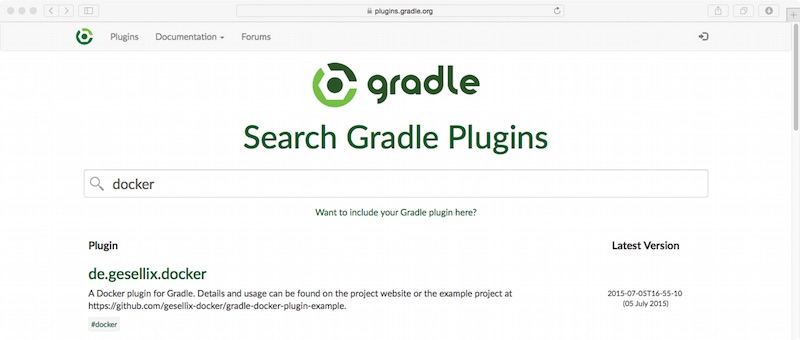 plugins.gradle.org
Plugins Documentation Forums
gradle
Search Gradle Plugins
docker
Want to include your Gradle plugin here?
Plugin Latest Version
de.gesellix.docker
A Docker plugin for Gradle. Details and usage can be found on the project website or the example project at
https://github.com/gesellix-docker/gradle-docker-plugin-example.
2015-07-05T16-55-10
(05 July 2015)
#docker